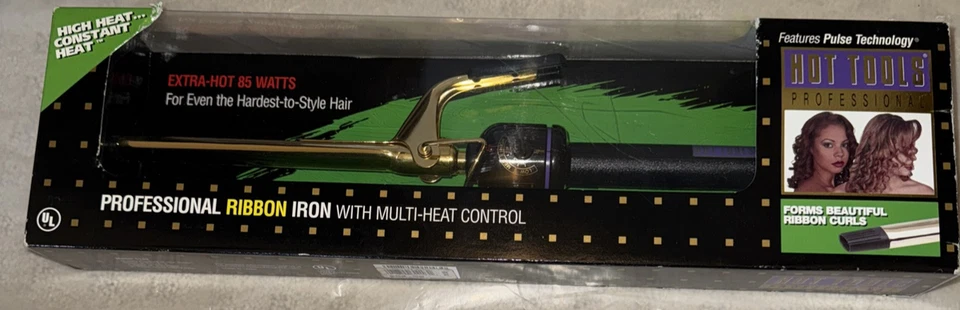 HIGH HEAT...
CONSTANT
HEAT™
EXTRA-HOT 85 WATTS
For Even the Hardest-to-Style Hair
PROFESSIONAL RIBBON IRON WITH MULTI-HEAT CONTROL
UL
Features Pulse Technology®
HOT TOOLS®
PROFESSIONAL
FORMS BEAUTIFUL
RIBBON CURLS